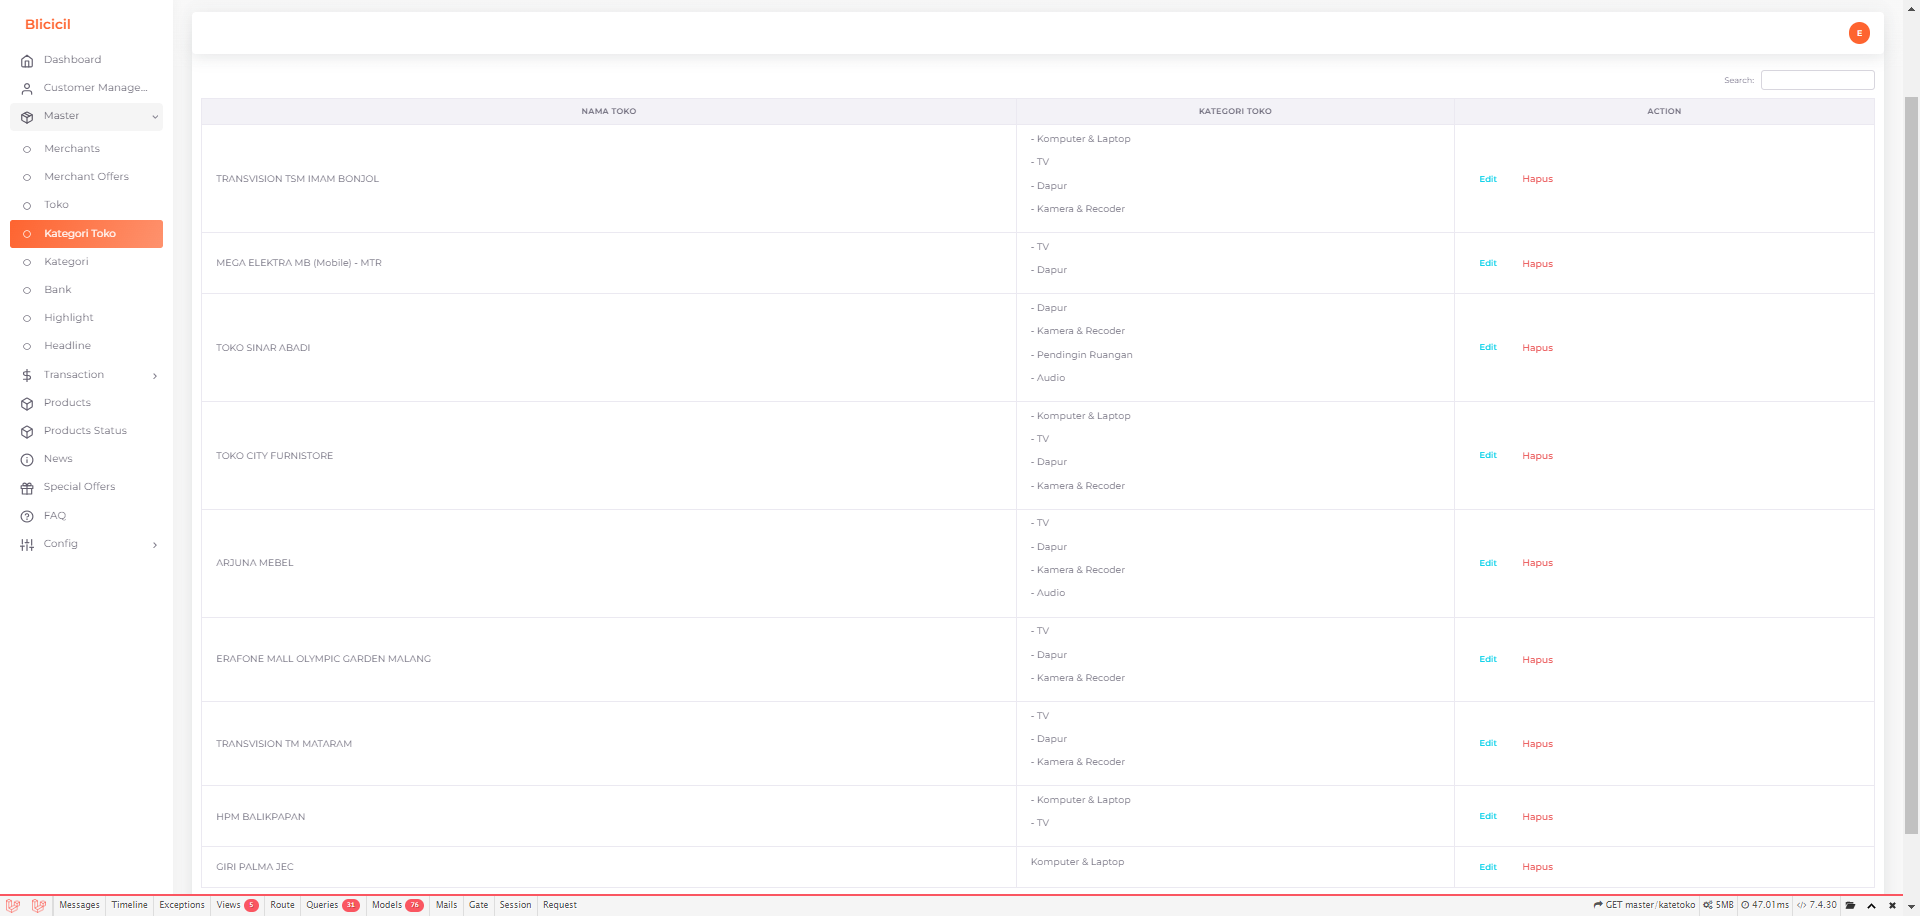 Blicicil
E
Dashboard
Customer Manage...
Master
Merchants
Merchant Offers
Toko
Kategori Toko
Kategori
Bank
Highlight
Headline
Transaction
Products
Products Status
News
Special Offers
FAQ
Config
Search:
NAMA TOKO KATEGORI TOKO ACTION
TRANSVISION TSM IMAM BONJOL
- Komputer & Laptop
- TV
- Dapur
- Kamera & Recoder
Edit Hapus
MEGA ELEKTRA MB (Mobile) - MTR
- TV
- Dapur
Edit Hapus
TOKO SINAR ABADI
- Dapur
- Kamera & Recoder
- Pendingin Ruangan
- Audio
Edit Hapus
TOKO CITY FURNISTORE
- Komputer & Laptop
- TV
- Dapur
- Kamera & Recoder
Edit Hapus
ARJUNA MEBEL
- TV
- Dapur
- Kamera & Recoder
- Audio
Edit Hapus
ERAFONE MALL OLYMPIC GARDEN MALANG
- TV
- Dapur
- Kamera & Recoder
Edit Hapus
TRANSVISION TM MATARAM
- TV
- Dapur
- Kamera & Recoder
Edit Hapus
HPM BALIKPAPAN
- Komputer & Laptop
- TV
Edit Hapus
GIRI PALMA JEC
Komputer & Laptop
Edit Hapus
Messages Timeline Exceptions Views 5 Route Queries 31 Models 76 Mails Gate Session Request GET master/katetoko 5MB 47.01ms 7.4.30